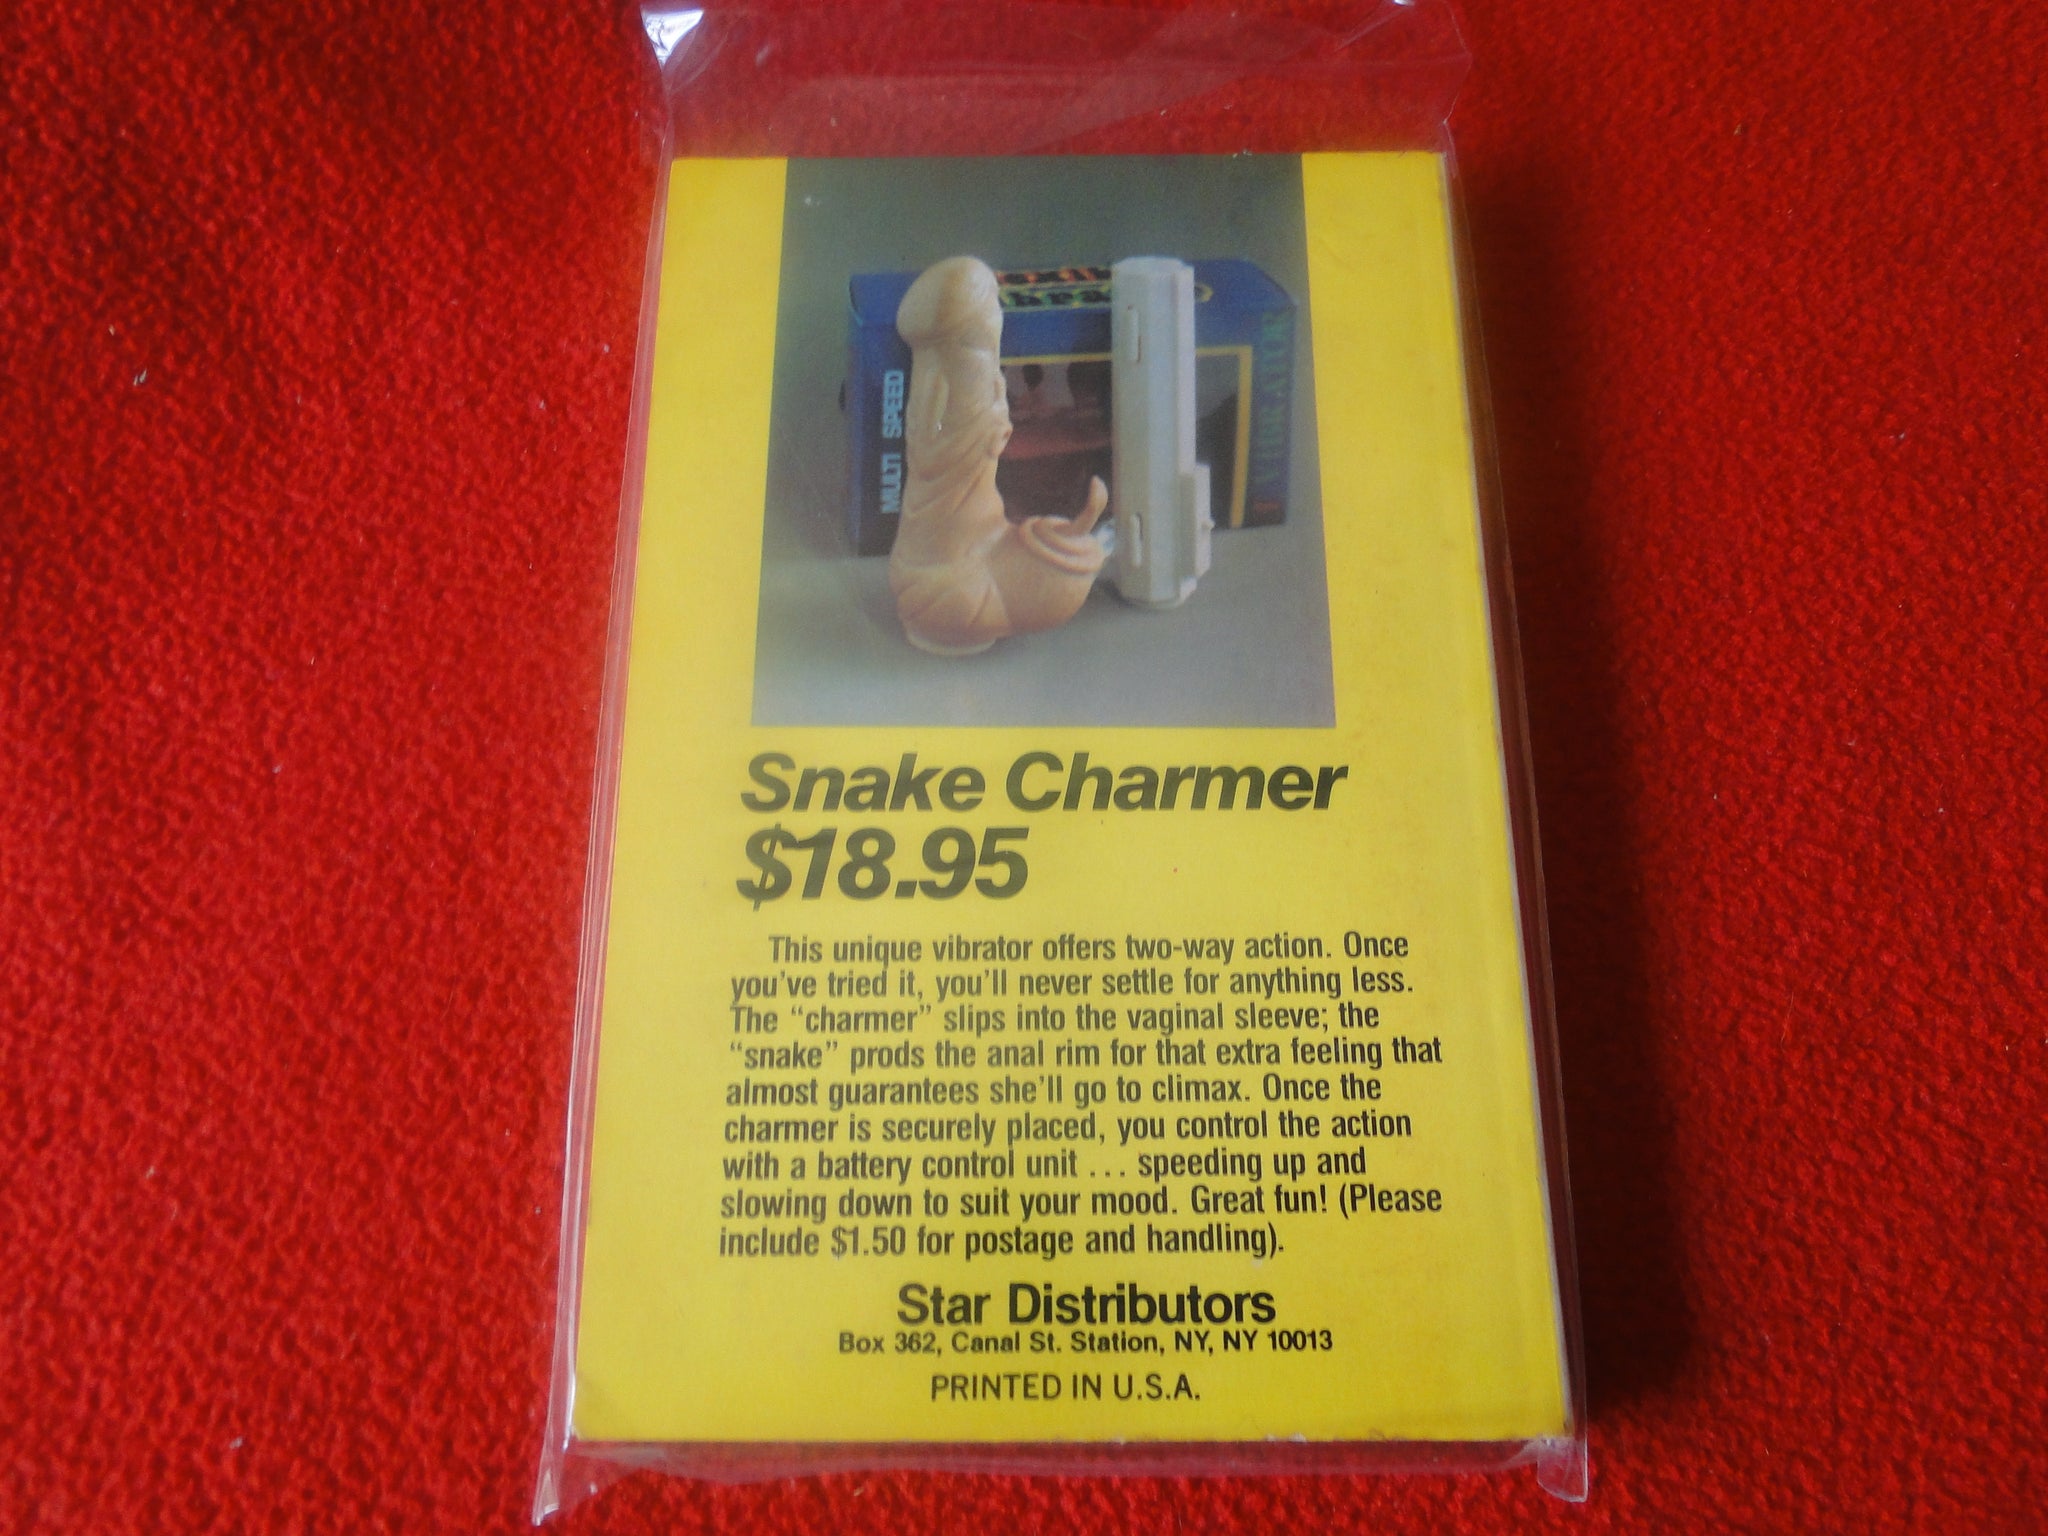 MULTI SPEED
VIBRATOR
Snake Charmer
$18.95
This unique vibrator offers two-way action. Once
you've tried it, you'll never settle for anything less.
The "charmer" slips into the vaginal sleeve; the
"snake" prods the anal rim for that extra feeling that
almost guarantees she'll go to climax. Once the
charmer is securely placed, you control the action
with a battery control unit ... speeding up and
slowing down to suit your mood. Great fun! (Please
include $1.50 for postage and handling).
Star Distributors
Box 362, Canal St. Station, NY, NY 10013
PRINTED IN U.S.A.